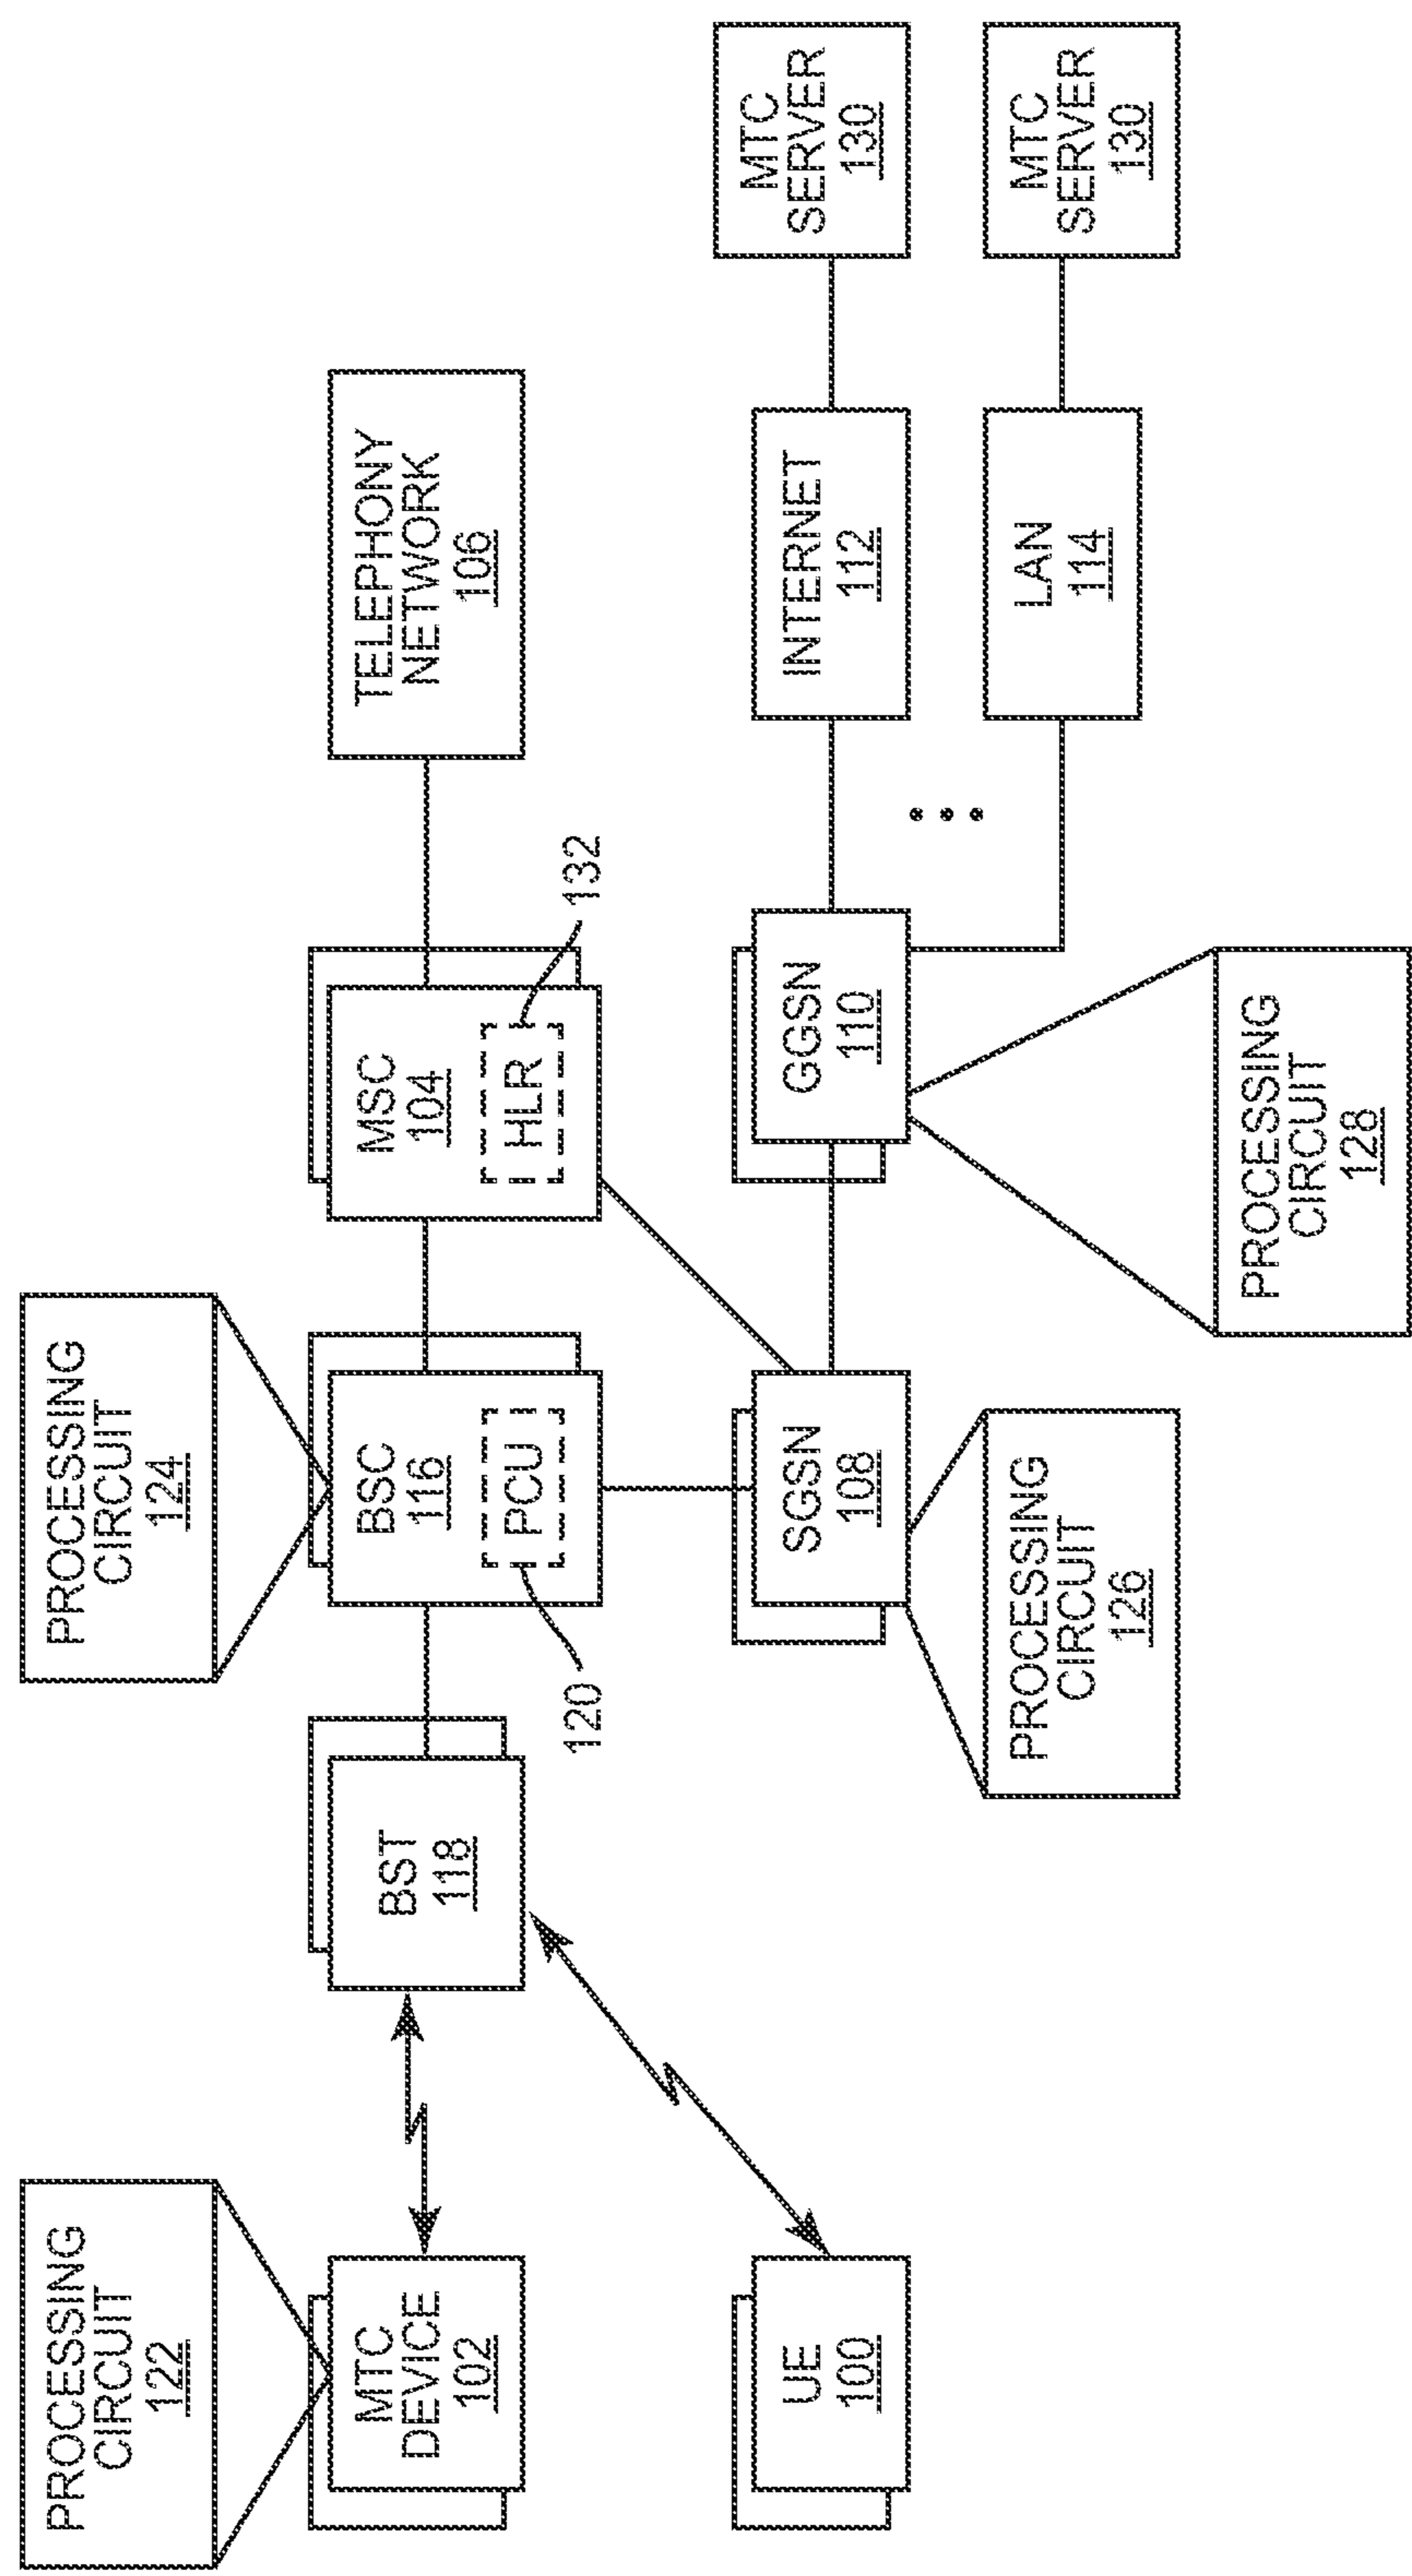 PROCESSING
CIRCUIT
122
PROCESSING
CIRCUIT
124
MTC
DEVICE
102
BST
118
BSC
116
PCU
120
MSC
104
HLR
132
TELEPHONY
NETWORK
106
UE
100
SGSN
108
GGSN
110
INTERNET
112
MTC
SERVER
130
LAN
114
MTC
SERVER
130
PROCESSING
CIRCUIT
126
PROCESSING
CIRCUIT
128